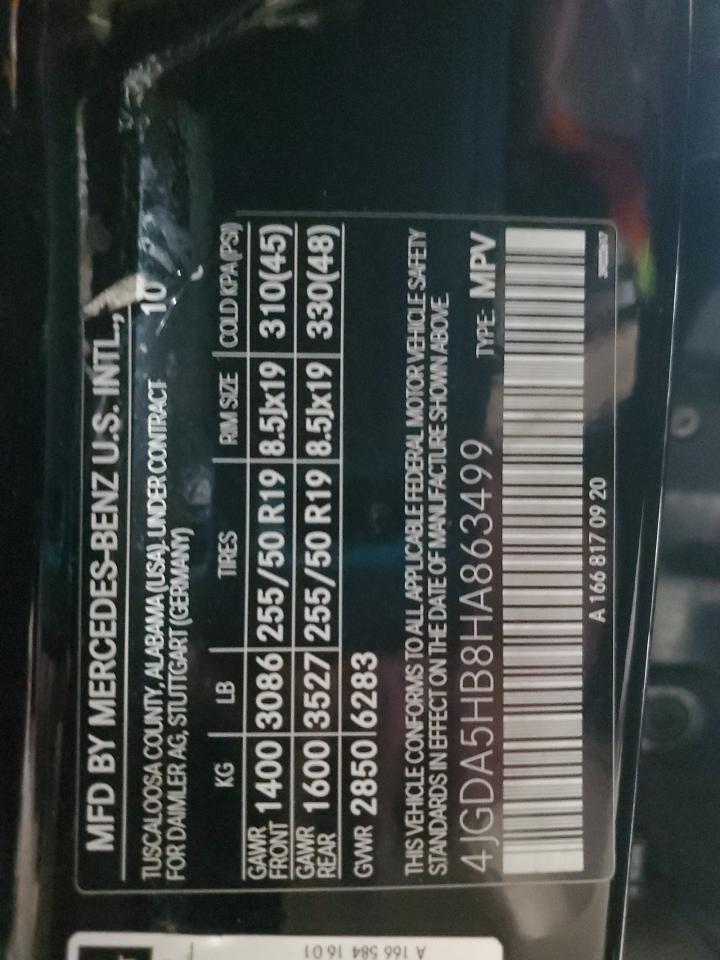 MFD BY MERCEDES-BENZ U.S. INTL.,
TUSCALOOSA COUNTY, ALABAMA (USA), UNDER CONTRACT 10
FOR DAIMLER AG, STUTTGART (GERMANY)
KG LB TIRES RIM SIZE COLD KPA(PSI)
GAWR FRONT 1400 3086 255/50 R19 8.5Jx19 310(45)
GAWR REAR 1600 3527 255/50 R19 8.5Jx19 330(48)
GVWR 2850 6283
THIS VEHICLE CONFORMS TO ALL APPLICABLE FEDERAL MOTOR VEHICLE SAFETY
STANDARDS IN EFFECT ON THE DATE OF MANUFACTURE SHOWN ABOVE.
4JGDA5HB8HA863499 TYPE: MPV
A 166 817 09 20
A 166 584 16 01